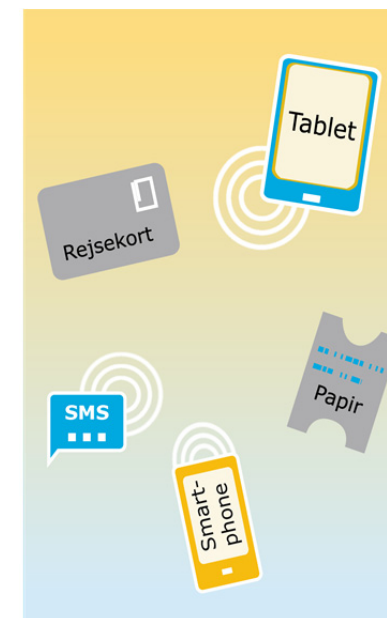 Tablet
Rejsekort
Papir
SMS
Smart-
phone